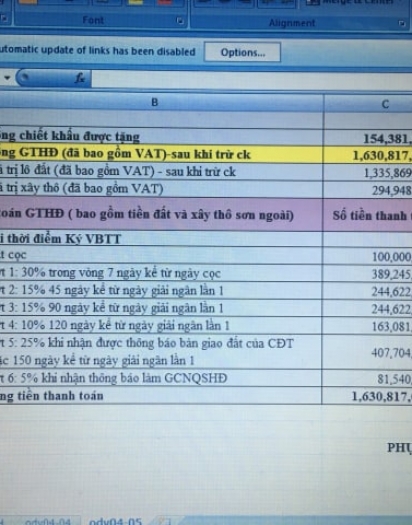 Merge & Center
Font
Alignment
utomatic update of links has been disabled
Options...
fx
B
C
ng chiết khấu được tặng
154,381,
ng GTHĐ (đã bao gồm VAT)-sau khi trừ ck
1,630,817,
á trị lô đất (đã bao gồm VAT) - sau khi trừ ck
1,335,869
á trị xây thô (đã bao gồm VAT)
294,948
oán GTHĐ ( bao gồm tiền đất và xây thô sơn ngoài)
Số tiền thanh t
i thời điểm Ký VBTT
t cọc
100,000
t 1: 30% trong vòng 7 ngày kể từ ngày cọc
389,245,
t 2: 15% 45 ngày kể từ ngày giải ngân lần 1
244,622
t 3: 15% 90 ngày kể từ ngày giải ngân lần 1
244,622
t 4: 10% 120 ngày kể từ ngày giải ngân lần 1
163,081
t 5: 25% khi nhận được thông báo bàn giao đất của CĐT
ặc 150 ngày kể từ ngày giải ngân lần 1
407,704
t 6: 5% khi nhận thông báo làm GCNQSHĐ
81,540
ng tiền thanh toán
1,630,817,
PHỤ
odv04-04
odv04-05